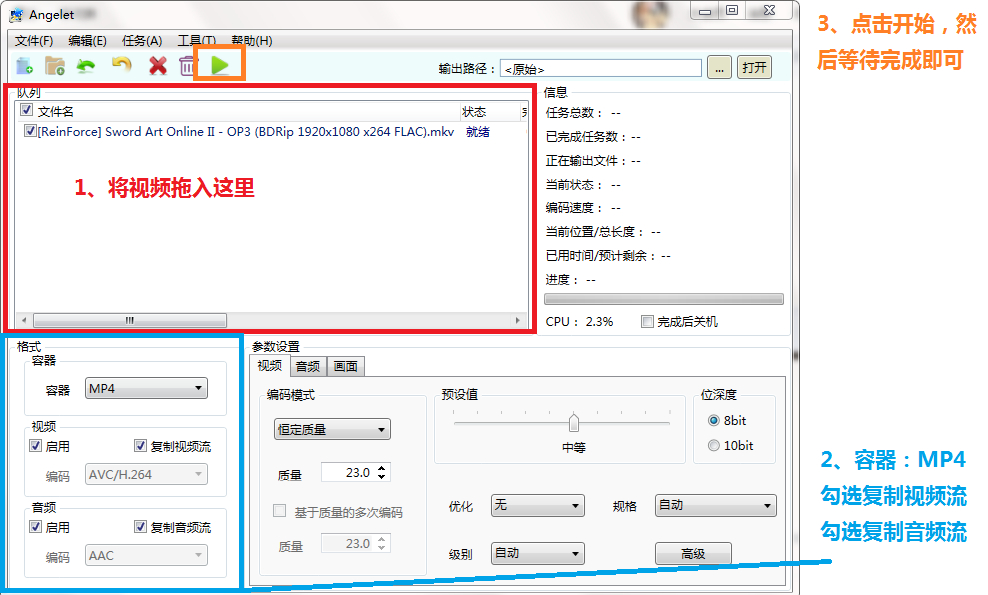 Angelet
3、点击开始，然
后等待完成即可
文件(F) 编辑(E) 任务(A) 工具(T) 帮助(H)
输出路径： <原始> ... 打开
队列
文件名 状态
[ReinForce] Sword Art Online II - OP3 (BDRip 1920x1080 x264 FLAC).mkv 就绪
1、将视频拖入这里
信息
任务总数： --
已完成任务数：--
正在输出文件：--
当前状态： --
编码速度： --
当前位置/总长度： --
已用时间/预计剩余： --
进度： --
CPU： 2.3% 完成后关机
格式
容器
容器 MP4
视频
启用 复制视频流
编码 AVC/H.264
音频
启用 复制音频流
编码 AAC
参数设置
视频 音频 画面
编码模式
恒定质量
质量 23.0
基于质量的多次编码
质量 23.0
预设值
中等
位深度
8bit
10bit
优化 无 规格 自动
级别 自动 高级
2、容器：MP4
勾选复制视频流
勾选复制音频流